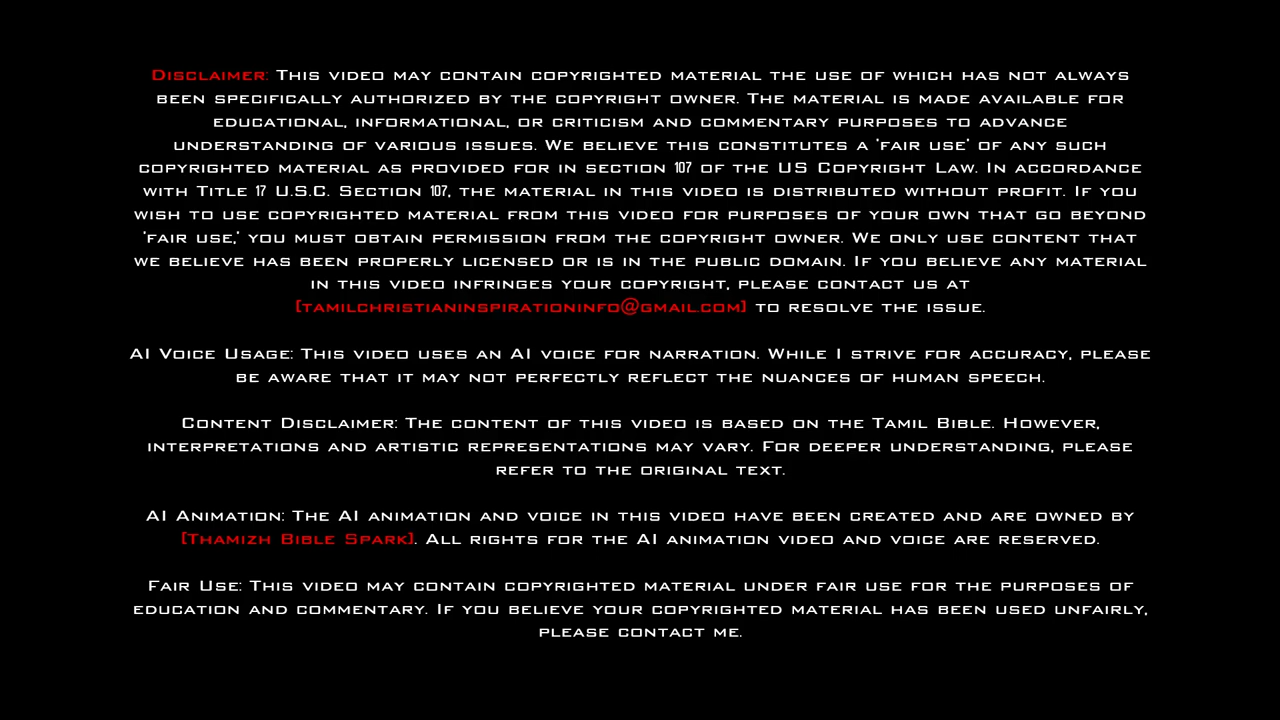 Disclaimer: This video may contain copyrighted material the use of which has not always
been specifically authorized by the copyright owner. The material is made available for
educational, informational, or criticism and commentary purposes to advance
understanding of various issues. We believe this constitutes a 'fair use' of any such
copyrighted material as provided for in section 107 of the US Copyright Law. In accordance
with Title 17 U.S.C. Section 107, the material in this video is distributed without profit. If you
wish to use copyrighted material from this video for purposes of your own that go beyond
'fair use,' you must obtain permission from the copyright owner. We only use content that
we believe has been properly licensed or is in the public domain. If you believe any material
in this video infringes your copyright, please contact us at
[tamilchristianinspirationinfo@gmail.com] to resolve the issue.
AI Voice Usage: This video uses an AI voice for narration. While I strive for accuracy, please
be aware that it may not perfectly reflect the nuances of human speech.
Content Disclaimer: The content of this video is based on the Tamil Bible. However,
interpretations and artistic representations may vary. For deeper understanding, please
refer to the original text.
AI Animation: The AI animation and voice in this video have been created and are owned by
[Thamizh Bible Spark]. All rights for the AI animation video and voice are reserved.
Fair Use: This video may contain copyrighted material under fair use for the purposes of
education and commentary. If you believe your copyrighted material has been used unfairly,
please contact me.